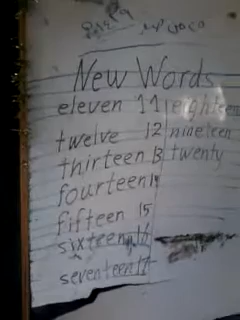 New Words
eleven 11 eighteen
twelve 12 nineteen
thirteen 13 twenty
fourteen 14
fifteen 15
sixteen 16
seventeen 17